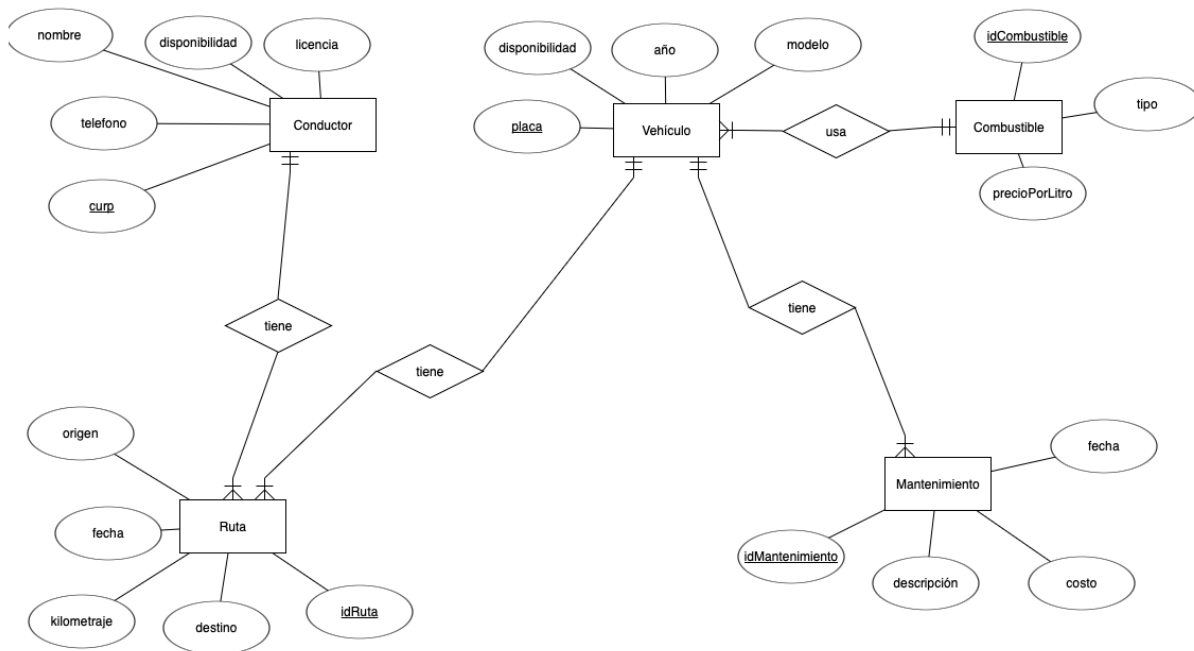 nombre
disponibilidad
licencia
telefono
Conductor
curp
disponibilidad
año
modelo
placa
Vehículo
usa
idCombustible
tipo
Combustible
precioPorLitro
tiene
tiene
tiene
origen
fecha
Ruta
kilometraje
destino
idRuta
fecha
Mantenimiento
idMantenimiento
descripción
costo